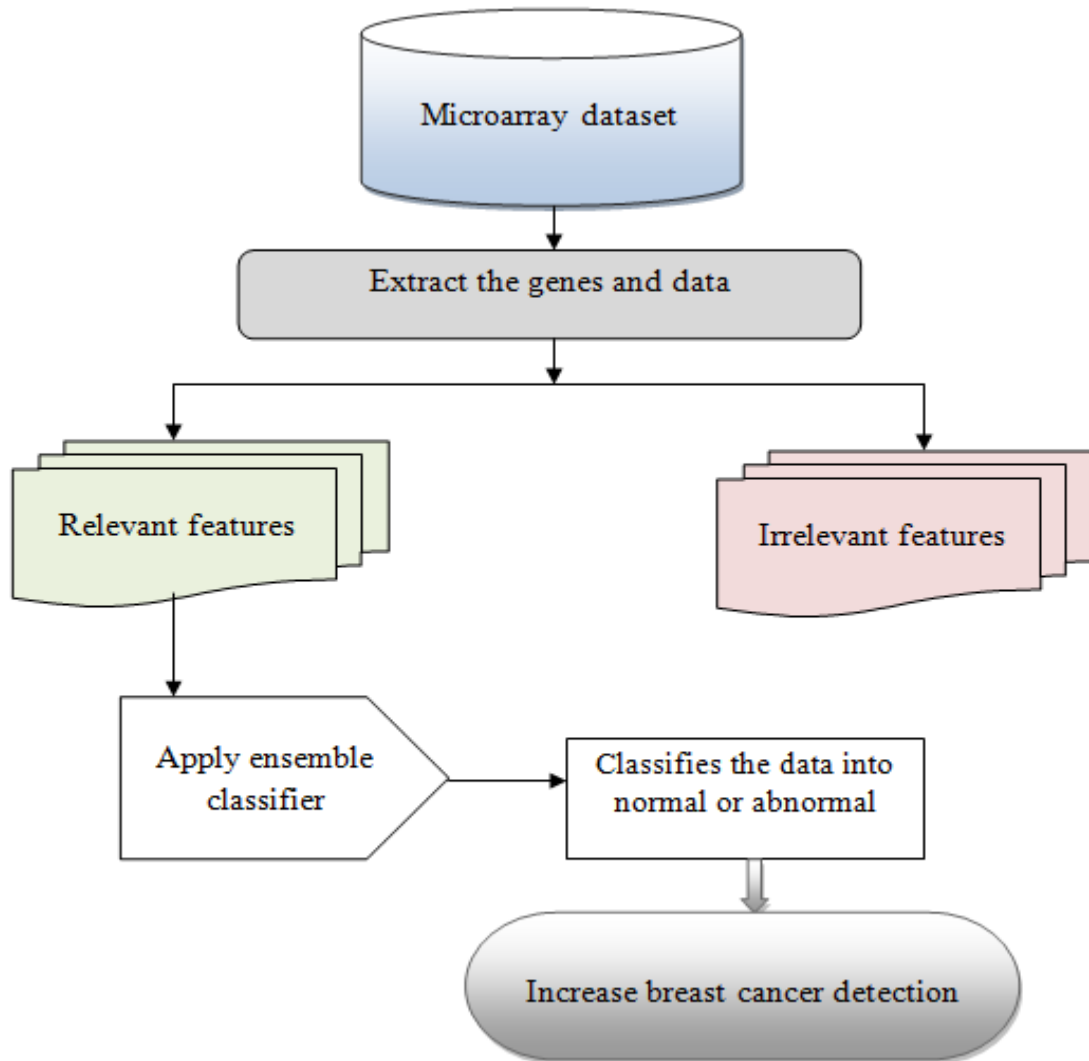 Microarray dataset
Extract the genes and data
Relevant features
Irrelevant features
Apply ensemble
classifier
Classifies the data into
normal or abnormal
Increase breast cancer detection